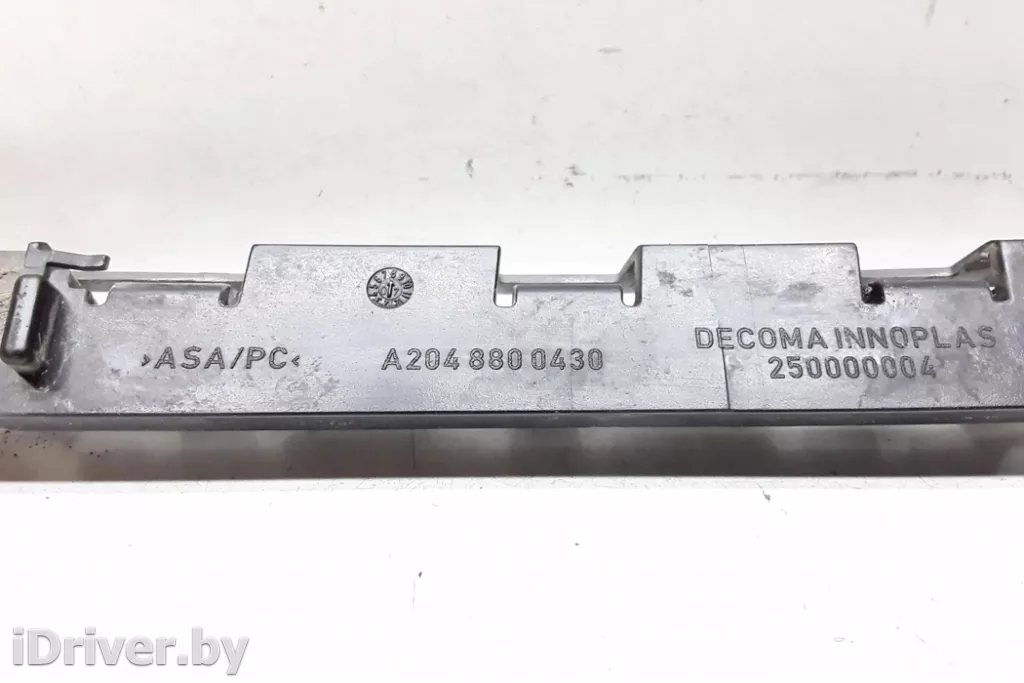 DECOMA INNOPLAS
>ASA/PC< A204 880 0430 250000004
iDriver.by